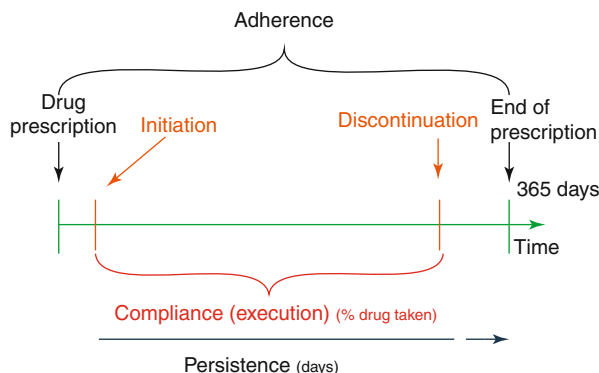 Adherence
Drug
prescription
Initiation
Discontinuation
End of
prescription
365 days
Time
Compliance (execution) (% drug taken)
Persistence (days)